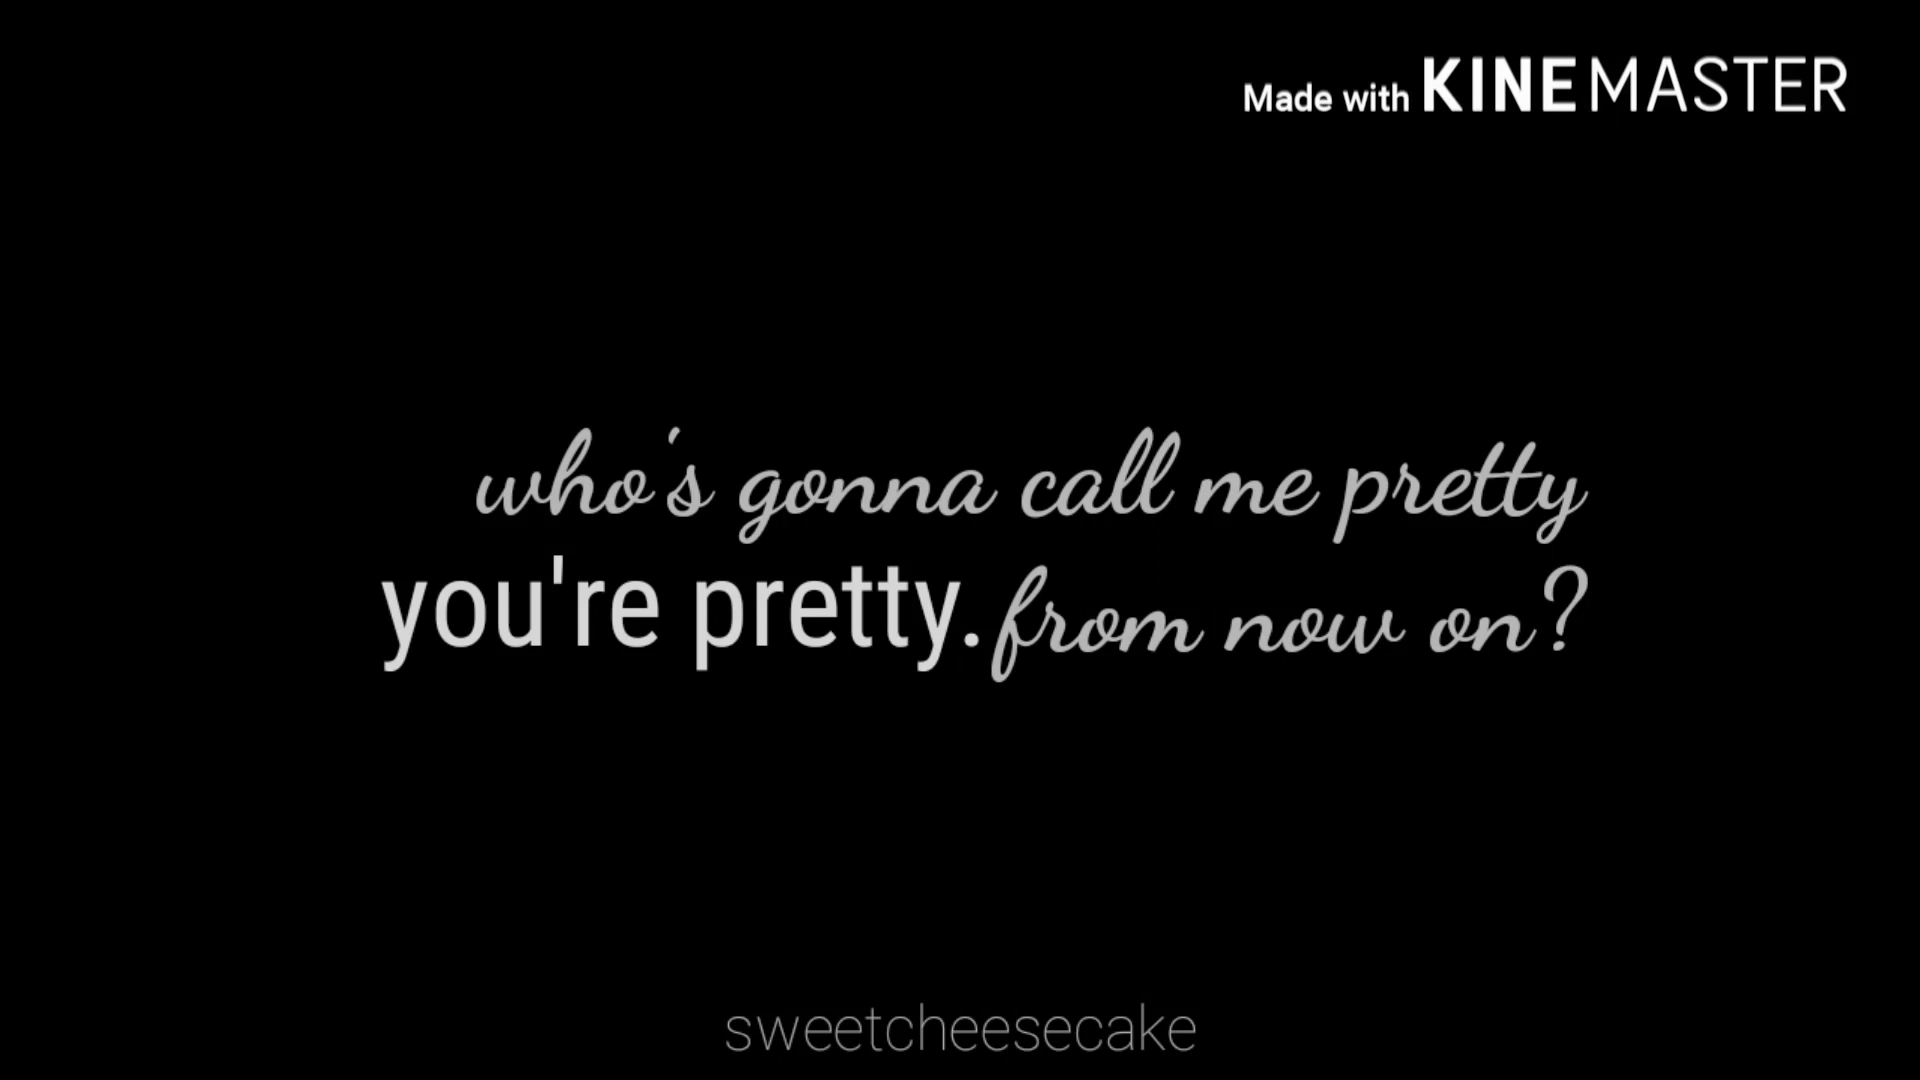 Made with KINEMASTER
who's gonna call me pretty
you're pretty. from now on?
sweetcheesecake